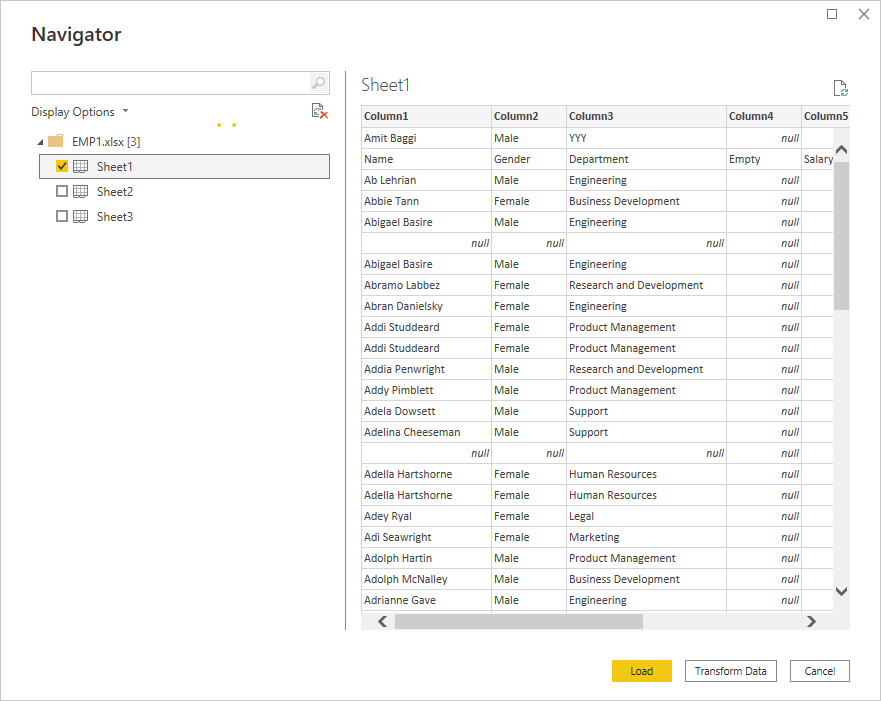 Navigator
Display Options
EMP1.xlsx [3]
Sheet1
Sheet2
Sheet3
Sheet1
Column1 Column2 Column3 Column4 Column5
Amit Baggi Male YYY null
Name Gender Department Empty Salary
Ab Lehrian Male Engineering null
Abbie Tann Female Business Development null
Abigael Basire Male Engineering null
null null null null
Abigael Basire Male Engineering null
Abramo Labbez Female Research and Development null
Abran Danielsky Female Engineering null
Addi Studdeard Female Product Management null
Addi Studdeard Female Product Management null
Addia Penwright Male Research and Development null
Addy Pimblett Male Product Management null
Adela Dowsett Male Support null
Adelina Cheeseman Male Support null
null null null null
Adella Hartshorne Female Human Resources null
Adella Hartshorne Female Human Resources null
Adey Ryal Female Legal null
Adi Seawright Female Marketing null
Adolph Hartin Male Product Management null
Adolph McNalley Male Business Development null
Adrianne Gave Male Engineering null
Load Transform Data Cancel